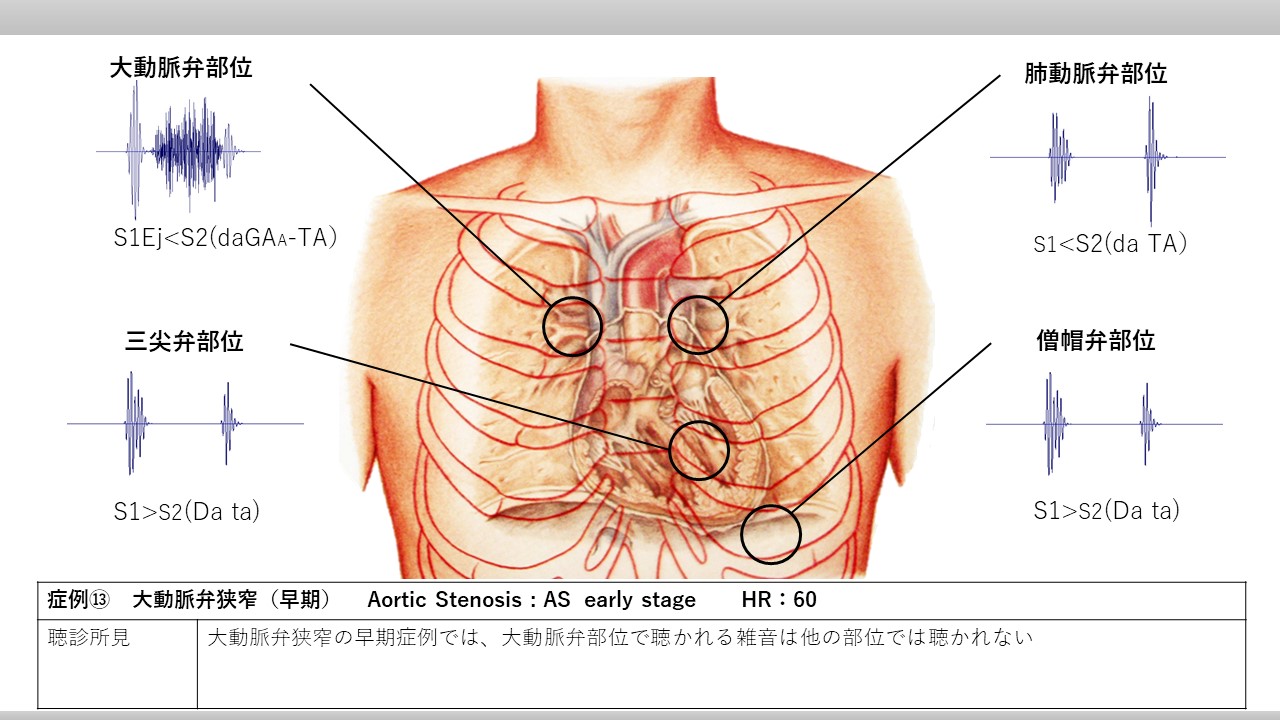 大動脈弁部位
S1Ej<S2(daGAA-TA)
肺動脈弁部位
S1<S2(da TA)
三尖弁部位
S1>S2(Da ta)
僧帽弁部位
S1>S2(Da ta)
症例⑬ 大動脈弁狭窄（早期） Aortic Stenosis : AS early stage HR：60
聴診所見 大動脈弁狭窄の早期症例では、大動脈弁部位で聴かれる雑音は他の部位では聴かれない